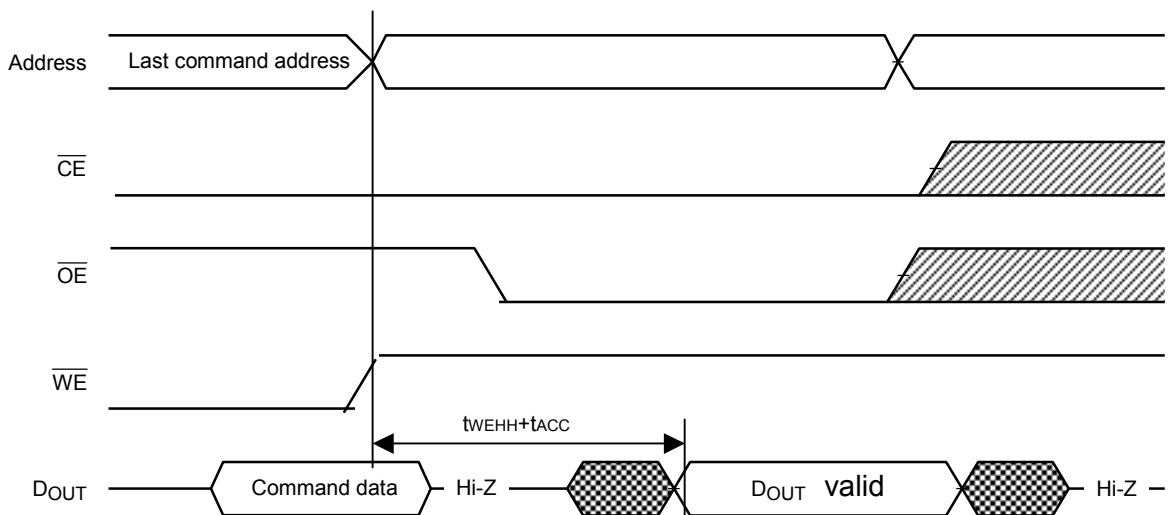 Address Last command address
CE
OE
WE
tWEHH+tACC
DOUT Command data Hi-Z DOUT valid Hi-Z